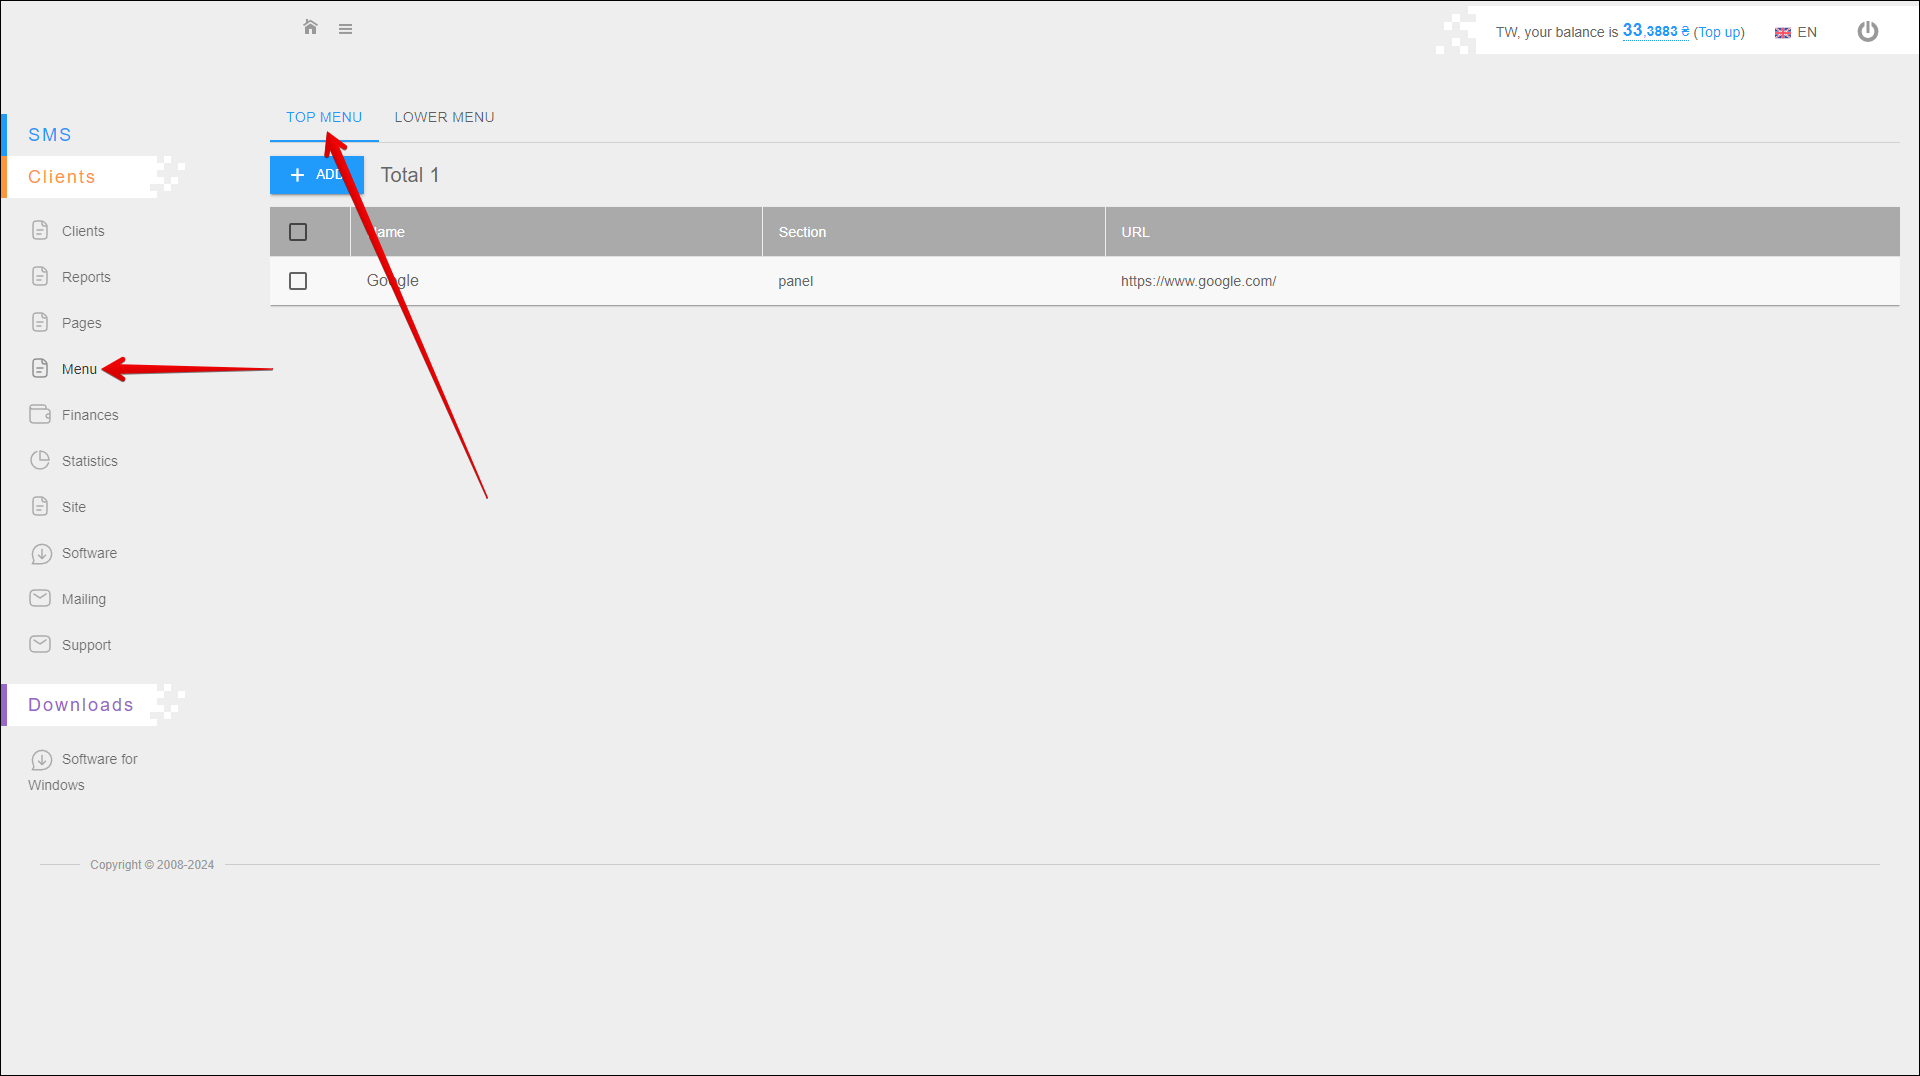 TW, your balance is 33.3883 ₴ (Top up) EN
SMS
Clients
Clients
Reports
Pages
Menu
Finances
Statistics
Site
Software
Mailing
Support
Downloads
Software for
Windows
TOP MENU LOWER MENU
ADD Total 1
Name Section URL
Google panel https://www.google.com/
Copyright © 2008-2024